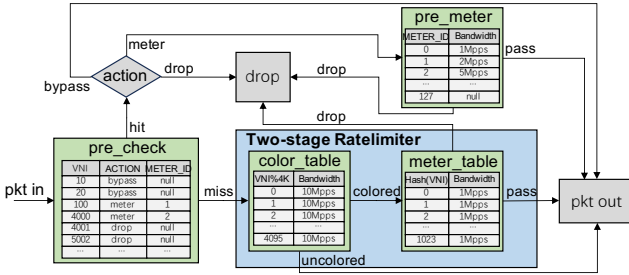 pre_meter
METER_ID Bandwidth
0 1Mpps
1 2Mpps
2 5Mpps
... ...
127 null
meter
pass
bypass
action
drop
drop
drop
hit
drop
pre_check
VNI ACTION METER_ID
10 bypass null
20 bypass null
100 meter 1
4000 meter 2
4001 drop null
5002 drop null
... ... ...
pkt in
miss
Two-stage Ratelimiter
color_table
VNI%4K Bandwidth
0 10Mpps
1 10Mpps
2 10Mpps
... ...
4095 10Mpps
colored
meter_table
Hash(VNI) Bandwidth
0 1Mpps
1 1Mpps
2 1Mpps
... ...
1023 1Mpps
pass
pkt out
uncolored